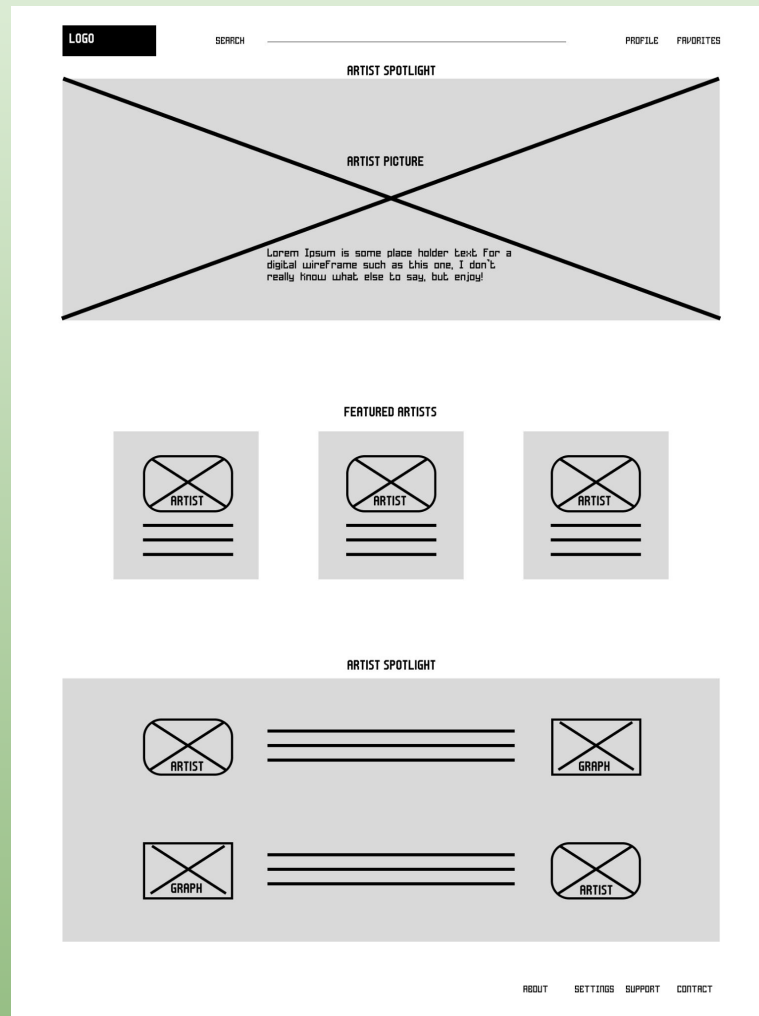 LOGO
SEARCH
PROFILE FAVORITES
ARTIST SPOTLIGHT
ARTIST PICTURE
Lorem Ipsum is some place holder text for a
digital wireframe such as this one, I don't
really know what else to say, but enjoy!
FEATURED ARTISTS
ARTIST
ARTIST
ARTIST
ARTIST SPOTLIGHT
ARTIST
GRAPH
GRAPH
ARTIST
ABOUT SETTINGS SUPPORT CONTACT